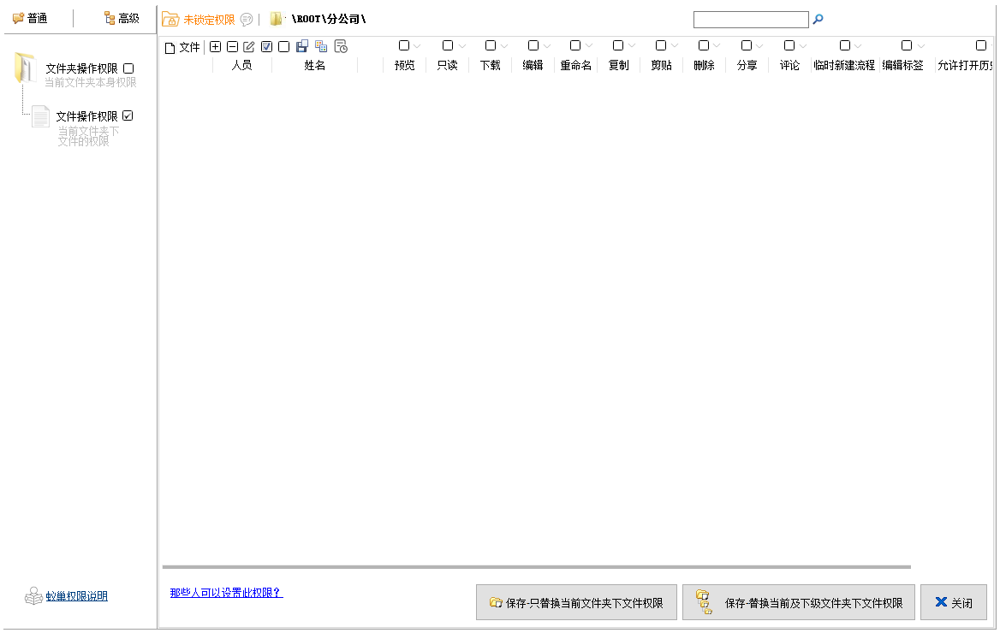 普通 高级
未锁定权限 \ROOT\分公司\
文件夹操作权限
当前文件夹本身权限
文件操作权限
当前文件夹下
文件的权限
蚁巢权限说明
文件
人员 姓名 预览 只读 下载 编辑 重命名 复制 剪贴 删除 分享 评论 临时新建流程 编辑标签 允许打开历
那些人可以设置此权限?
保存-只替换当前文件夹下文件权限 保存-替换当前及下级文件夹下文件权限 关闭